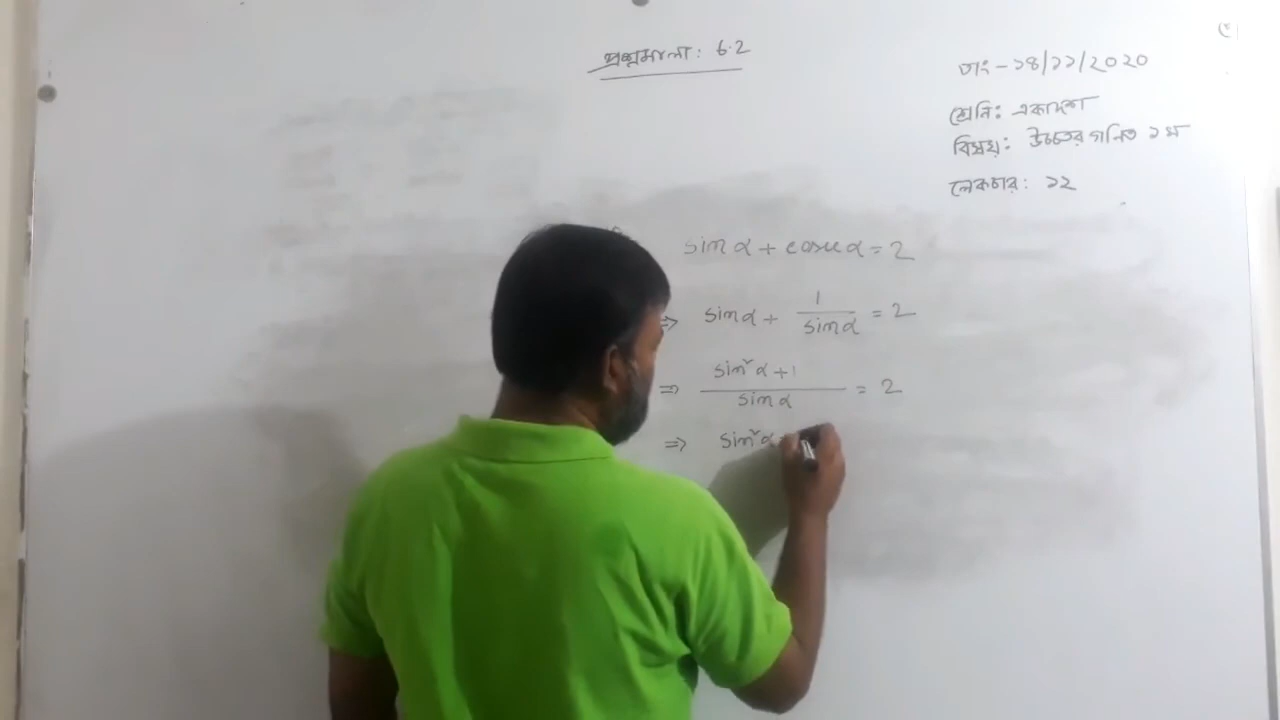 প্রশ্নমালা: 6.2
তাং-১৪/১১/২০২০
শ্রেনি: একাদশ
বিষয়: উচ্চতর গনিত ১ম
লেকচার: ১২
sin α + cosec α = 2
⇒ sin α + 1/sin α = 2
⇒ (sin²α + 1)/sin α = 2
⇒ sin²α